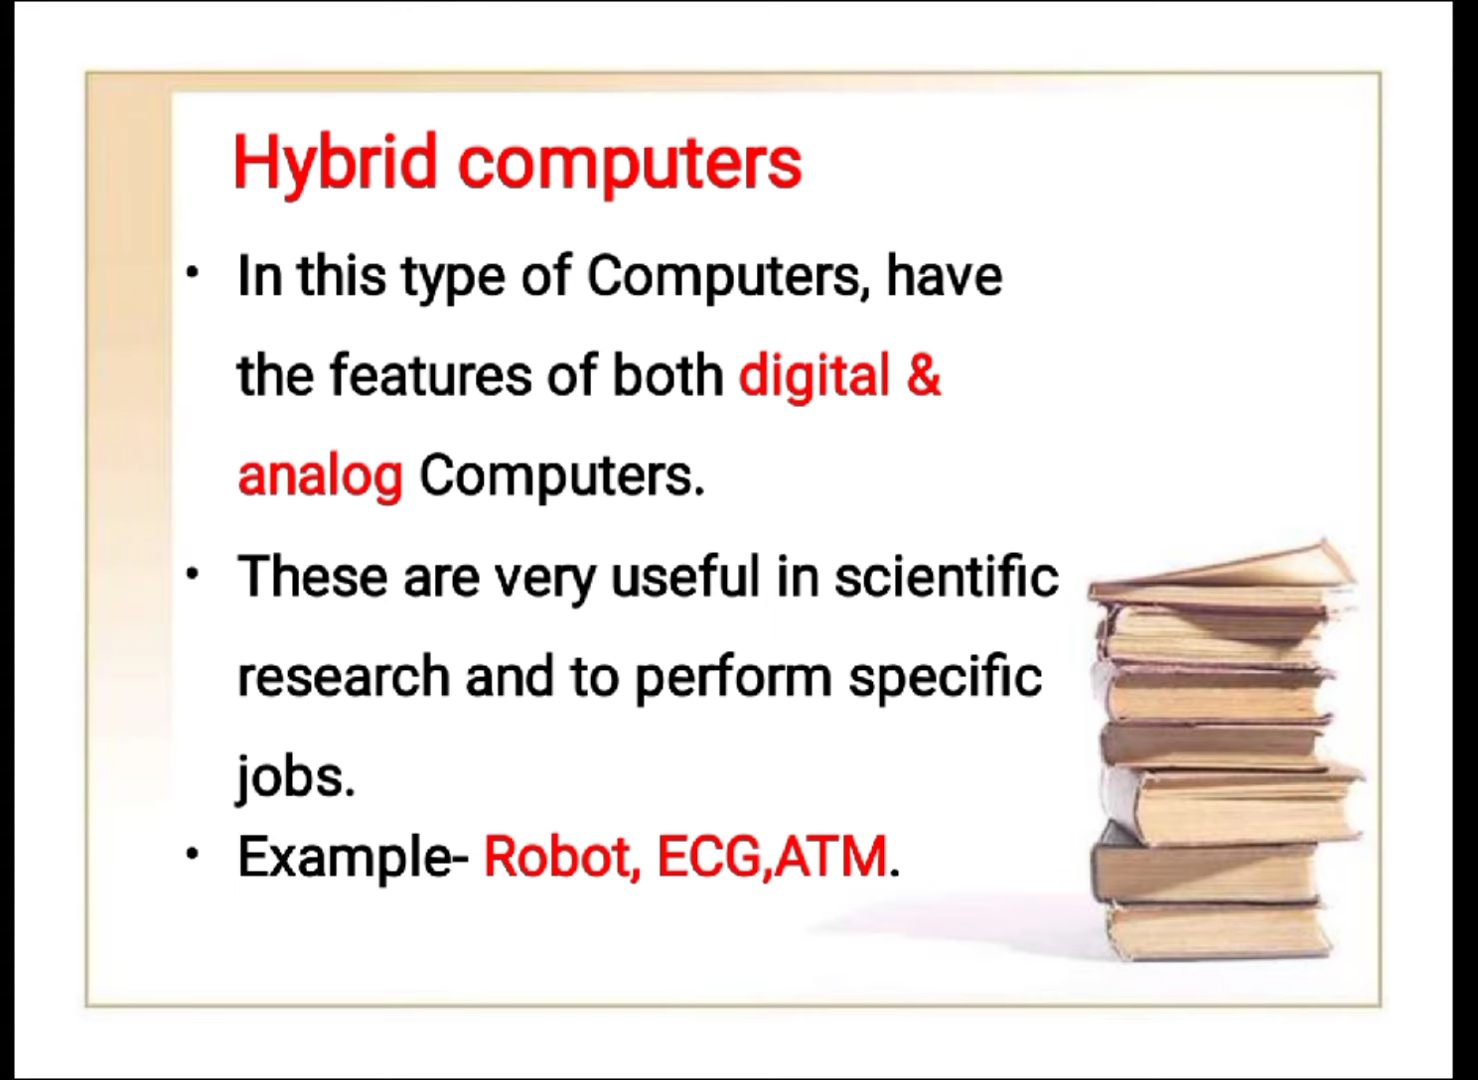 Hybrid computers
• In this type of Computers, have
the features of both digital &
analog Computers.
• These are very useful in scientific
research and to perform specific
jobs.
• Example- Robot, ECG,ATM.